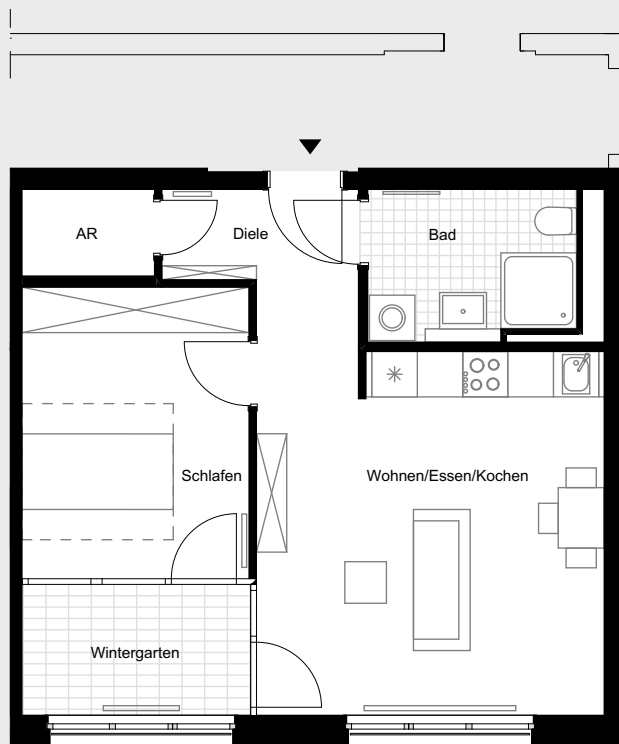 AR
Diele
Bad
Schlafen
Wohnen/Essen/Kochen
Wintergarten